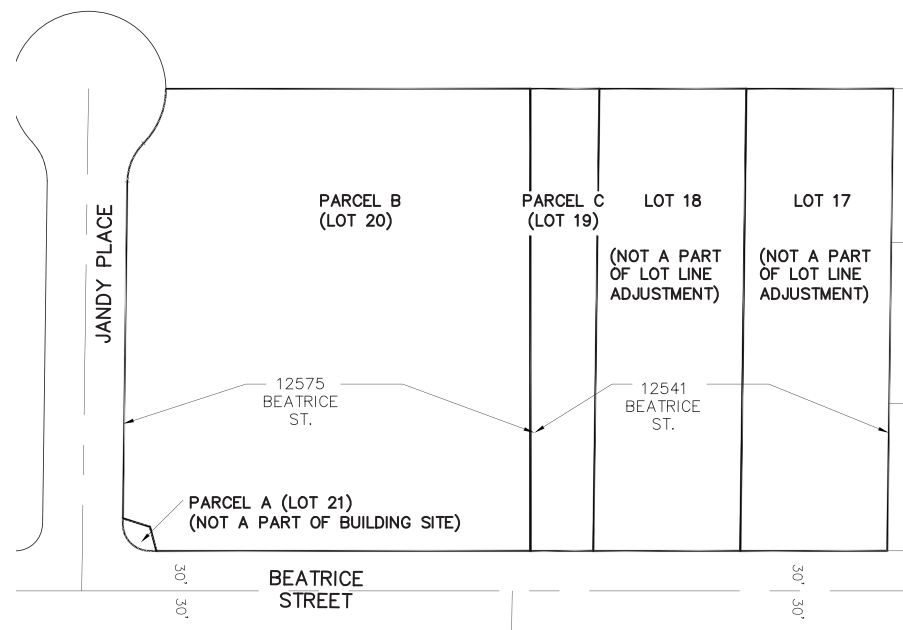 PARCEL B
(LOT 20)
PARCEL C
(LOT 19)
LOT 18
LOT 17
(NOT A PART
OF LOT LINE
ADJUSTMENT)
(NOT A PART
OF LOT LINE
ADJUSTMENT)
JANDY PLACE
12575
BEATRICE
ST.
12541
BEATRICE
ST.
PARCEL A (LOT 21)
(NOT A PART OF BUILDING SITE)
30'
30'
BEATRICE
STREET
30'
30'